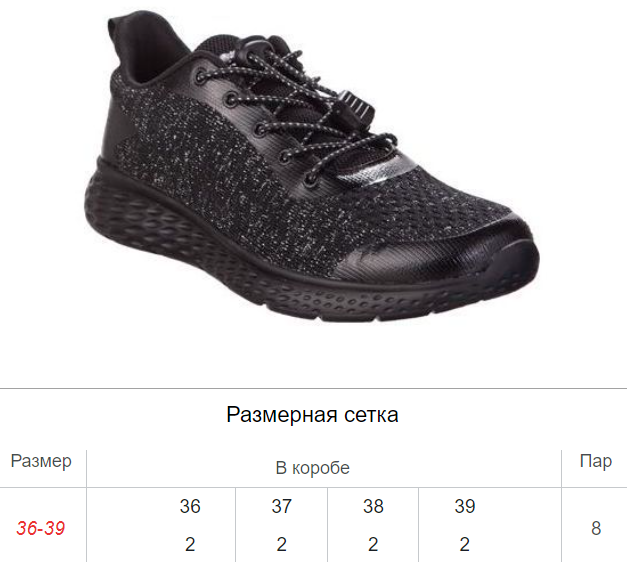 Размерная сетка
Размер В коробе Пар
36 37 38 39
36-39 8
2 2 2 2